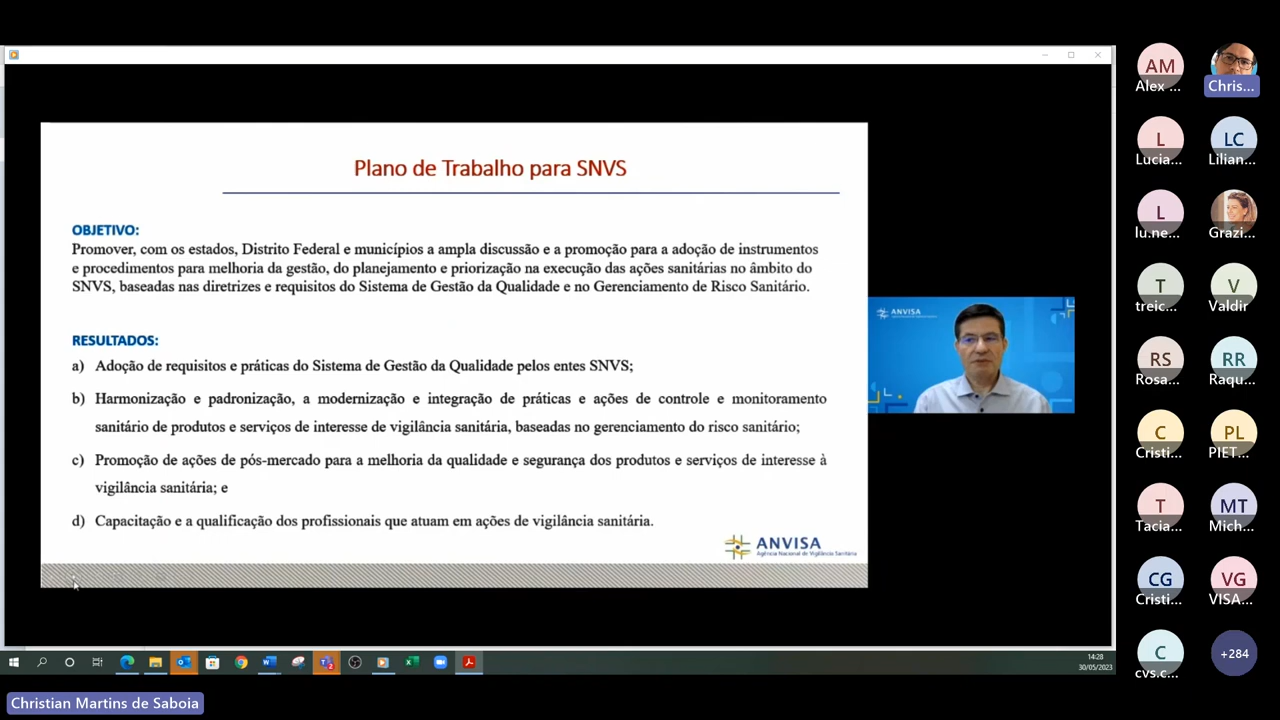 Plano de Trabalho para SNVS
OBJETIVO:
Promover, com os estados, Distrito Federal e municípios a ampla discussão e a promoção para a adoção de instrumentos
e procedimentos para melhoria da gestão, do planejamento e priorização na execução das ações sanitárias no âmbito do
SNVS, baseadas nas diretrizes e requisitos do Sistema de Gestão da Qualidade e no Gerenciamento de Risco Sanitário.
RESULTADOS:
a) Adoção de requisitos e práticas do Sistema de Gestão da Qualidade pelos entes SNVS;
b) Harmonização e padronização, a modernização e integração de práticas e ações de controle e monitoramento
sanitário de produtos e serviços de interesse de vigilância sanitária, baseadas no gerenciamento do risco sanitário;
c) Promoção de ações de pós-mercado para a melhoria da qualidade e segurança dos produtos e serviços de interesse à
vigilância sanitária; e
d) Capacitação e a qualificação dos profissionais que atuam em ações de vigilância sanitária.
ANVISA
Agência Nacional de Vigilância Sanitária
ANVISA
AM
Alex ...
Chris...
L
Lucia...
LC
Lilian...
L
lu.ne...
Grazi...
T
treic...
V
Valdir
RS
Rosa...
RR
Raqu...
C
Cristi...
PL
PIET...
T
Tacia...
MT
Mich...
CG
Cristi...
VG
VISA...
C
cvs.c...
+284
14:28
30/05/2023
Christian Martins de Saboia